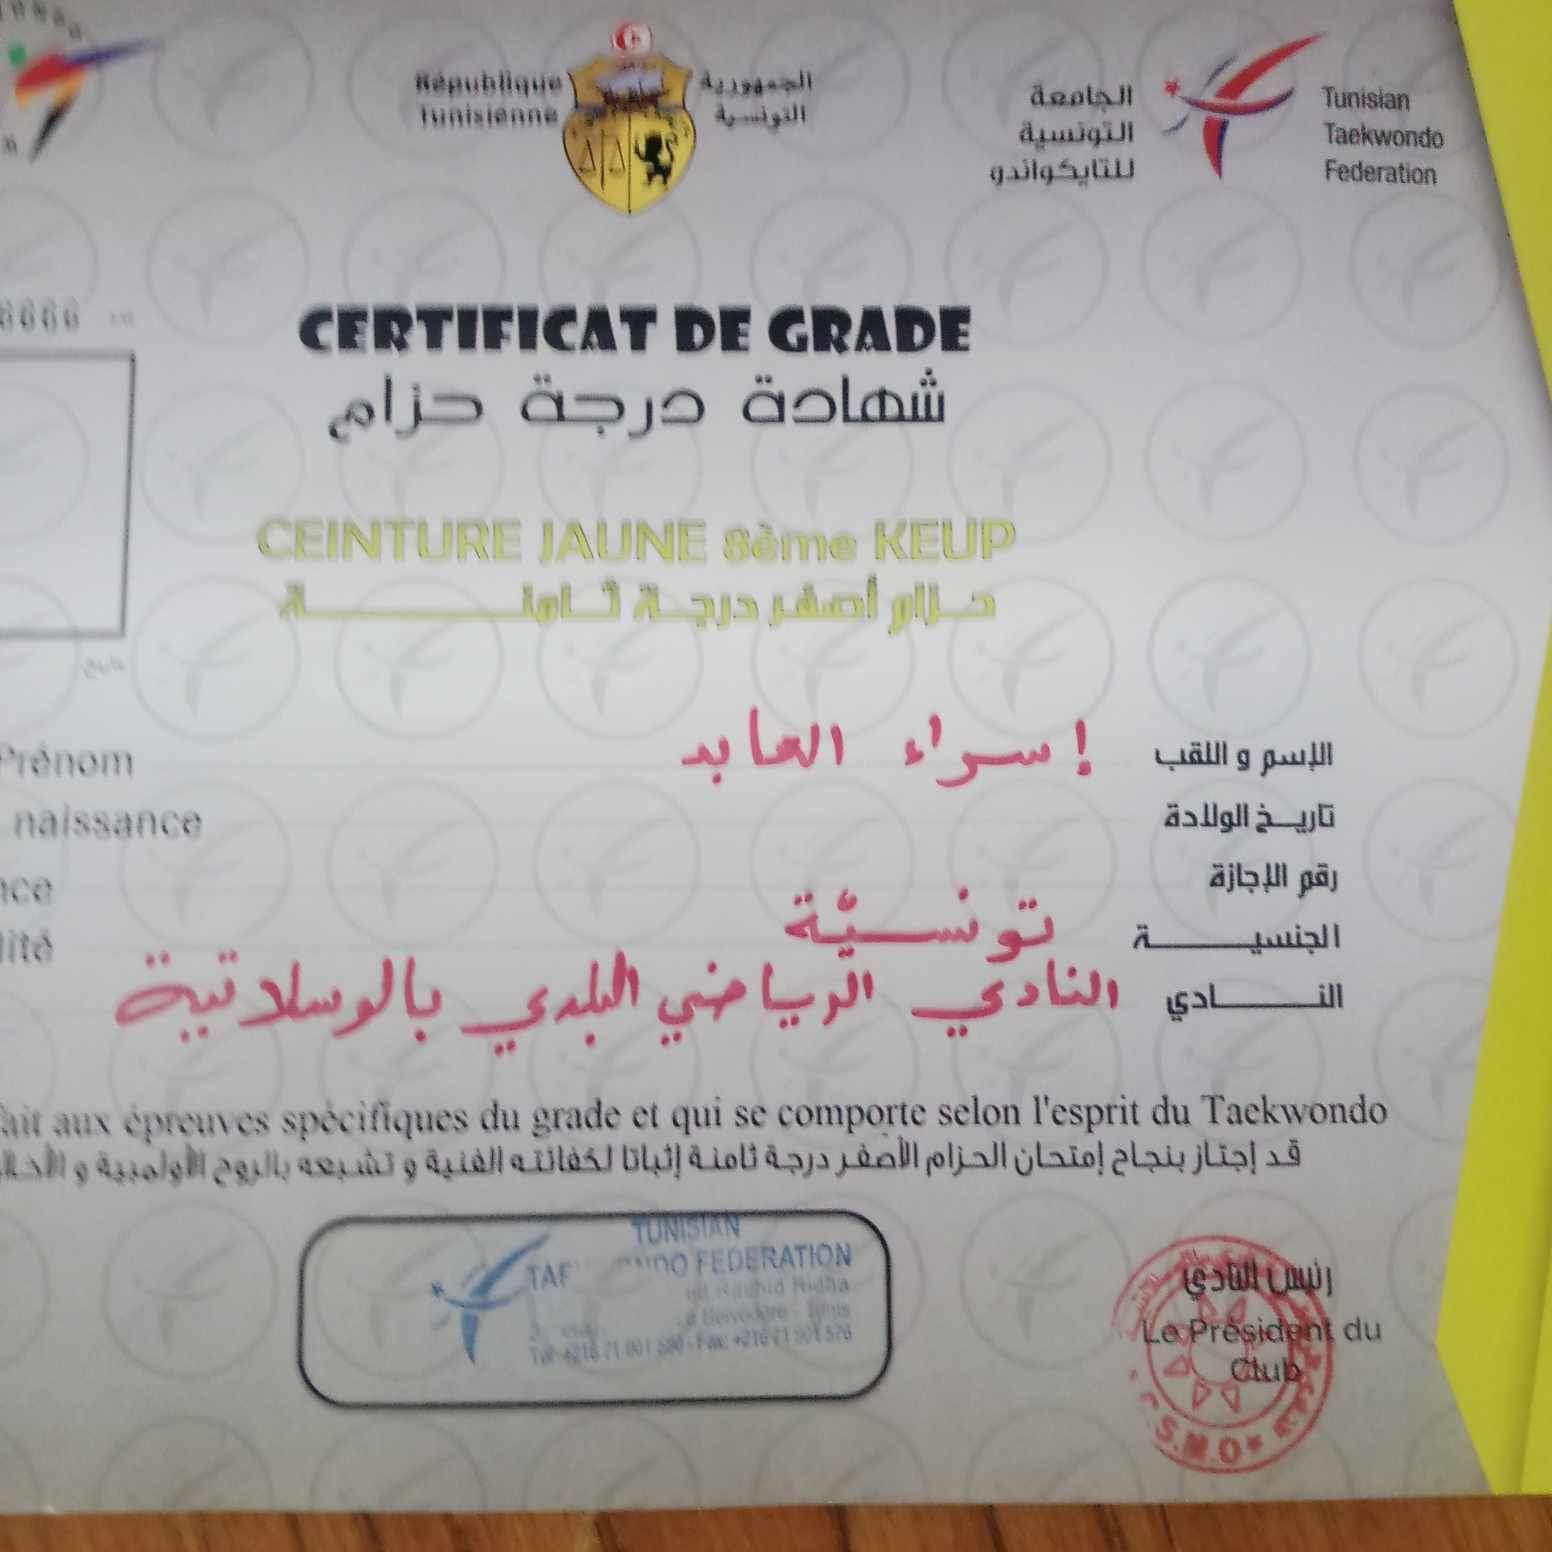 République
Tunisienne
الجمهورية
التونسية
الجامعة
التونسية
للتايكواندو
Tunisian
Taekwondo
Federation
6666
CERTIFICAT DE GRADE
شهادة درجة حزام
CEINTURE JAUNE 8ème KEUP
حزام أصفر درجة ثامنة
الإسم و اللقب إسراء العابد
Prénom
تاريخ الولادة
naissance
رقم الإجازة
الجنسية تونسيّة
النادي النادي الرياضي البلدي بالوسلاتية
aux épreuves spécifiques du grade et qui se comporte selon l'esprit du Taekwondo
قد إجتاز بنجاح إمتحان الحزام الأصفر درجة ثامنة إثباتا لكفائته الفنية و تشبعه بالروح الأولمبية و
TUNISIAN
FEDERATION
رئيس النادي
Le Président du
Club
C.S.M.O